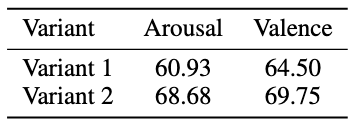 Variant Arousal Valence
Variant 1 60.93 64.50
Variant 2 68.68 69.75